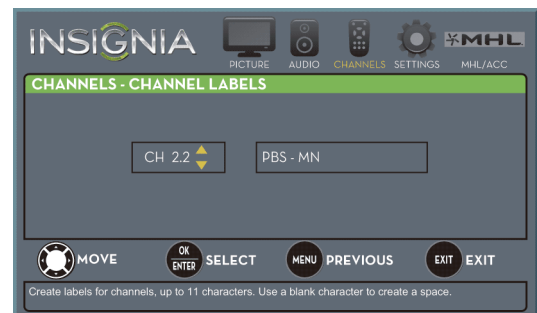 INSIGNIA
PICTURE AUDIO CHANNELS SETTINGS MHL MHL/ACC
CHANNELS - CHANNEL LABELS
CH 2.2 PBS - MN
MOVE OK ENTER SELECT MENU PREVIOUS EXIT EXIT
Create labels for channels, up to 11 characters. Use a blank character to create a space.